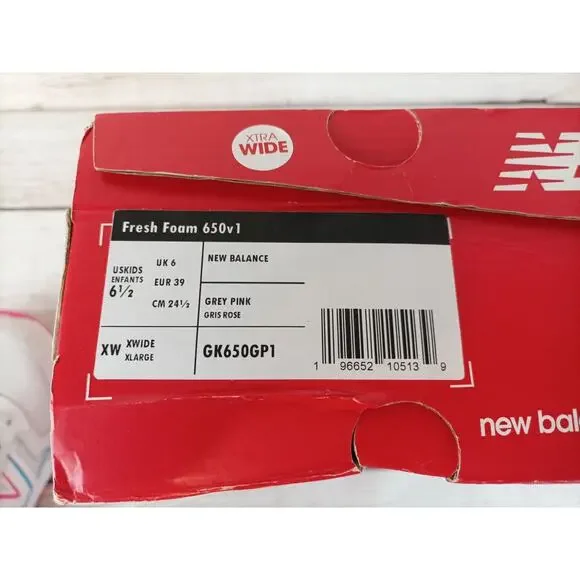 XTRA
WIDE
Fresh Foam 650v1
USKIDS
ENFANTS
6½
UK 6
EUR 39
CM 24½
NEW BALANCE
GREY PINK
GRIS ROSE
XW XWIDE
XLARGE
GK650GP1
1 96652 10513 9
new bal